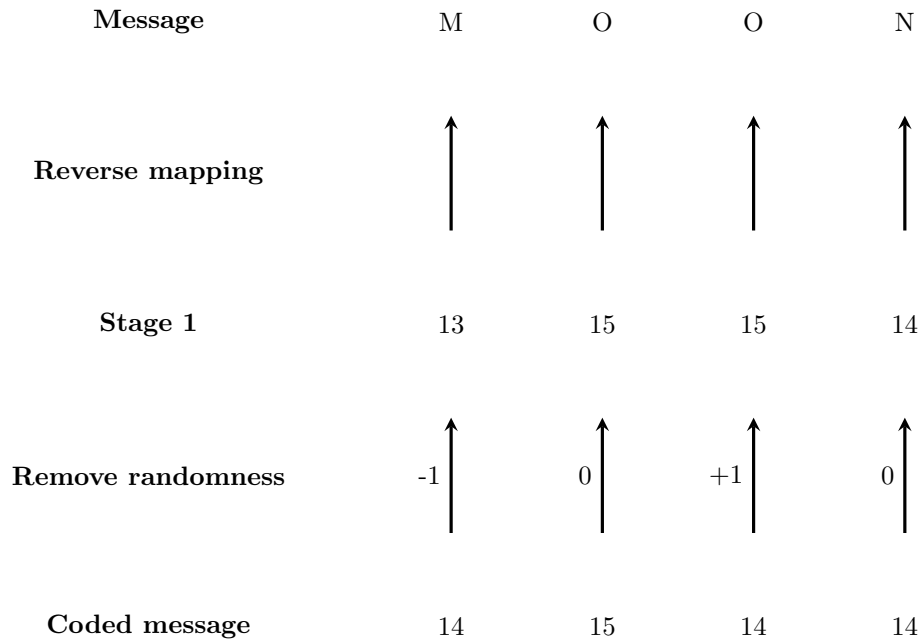 Message M O O N
Reverse mapping
Stage 1 13 15 15 14
Remove randomness -1 0 +1 0
Coded message 14 15 14 14